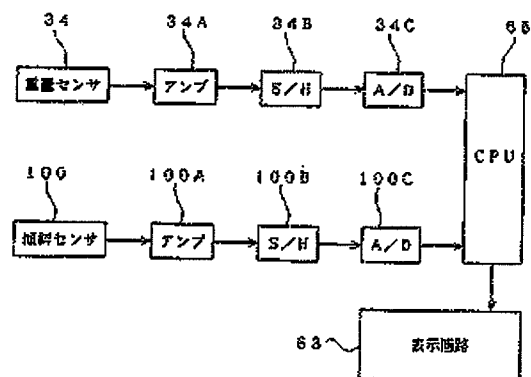 34 34A 34B 34C 65
重量センサ アンプ S/H A/D
CPU
100 100A 100B 100C
傾斜センサ アンプ S/H A/D
63 表示回路